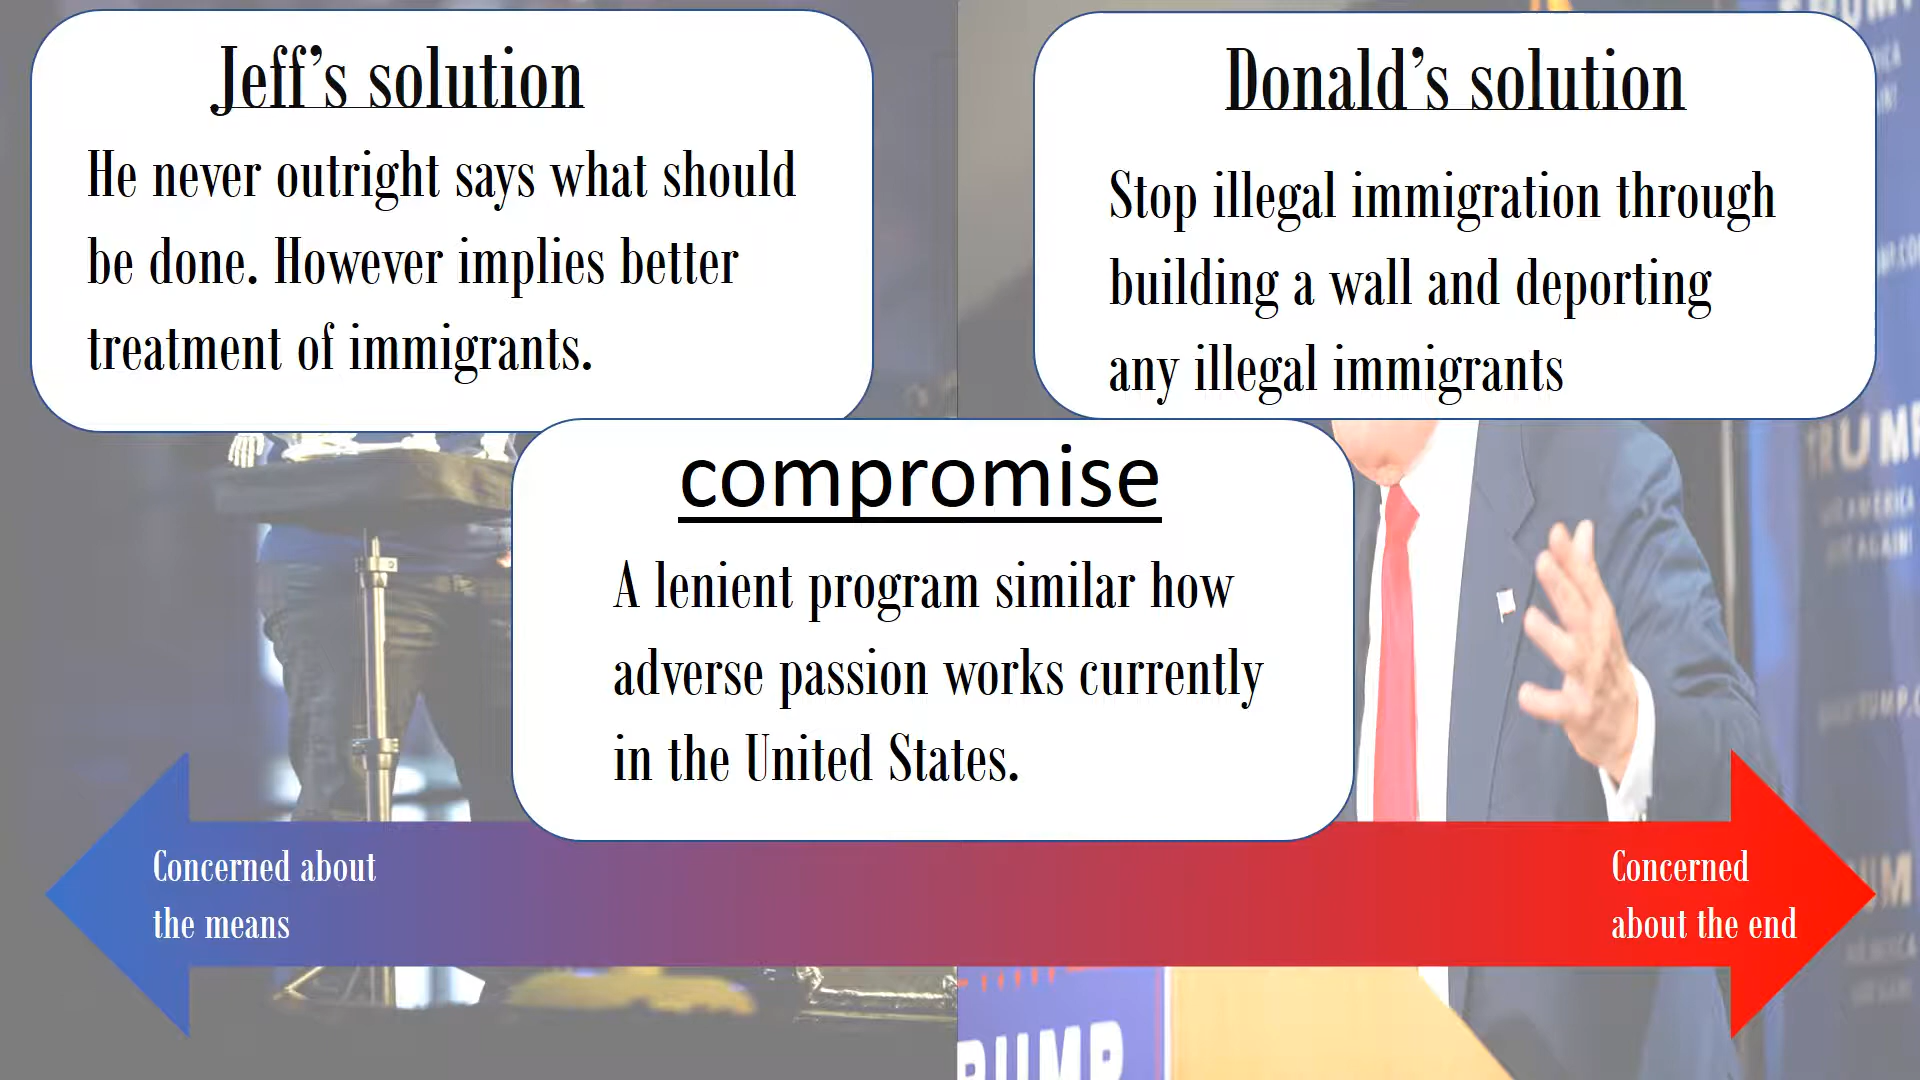 Jeff’s solution
He never outright says what should
be done. However implies better
treatment of immigrants.
Donald’s solution
Stop illegal immigration through
building a wall and deporting
any illegal immigrants
compromise
A lenient program similar how
adverse passion works currently
in the United States.
Concerned about
the means
Concerned
about the end
TRUMP